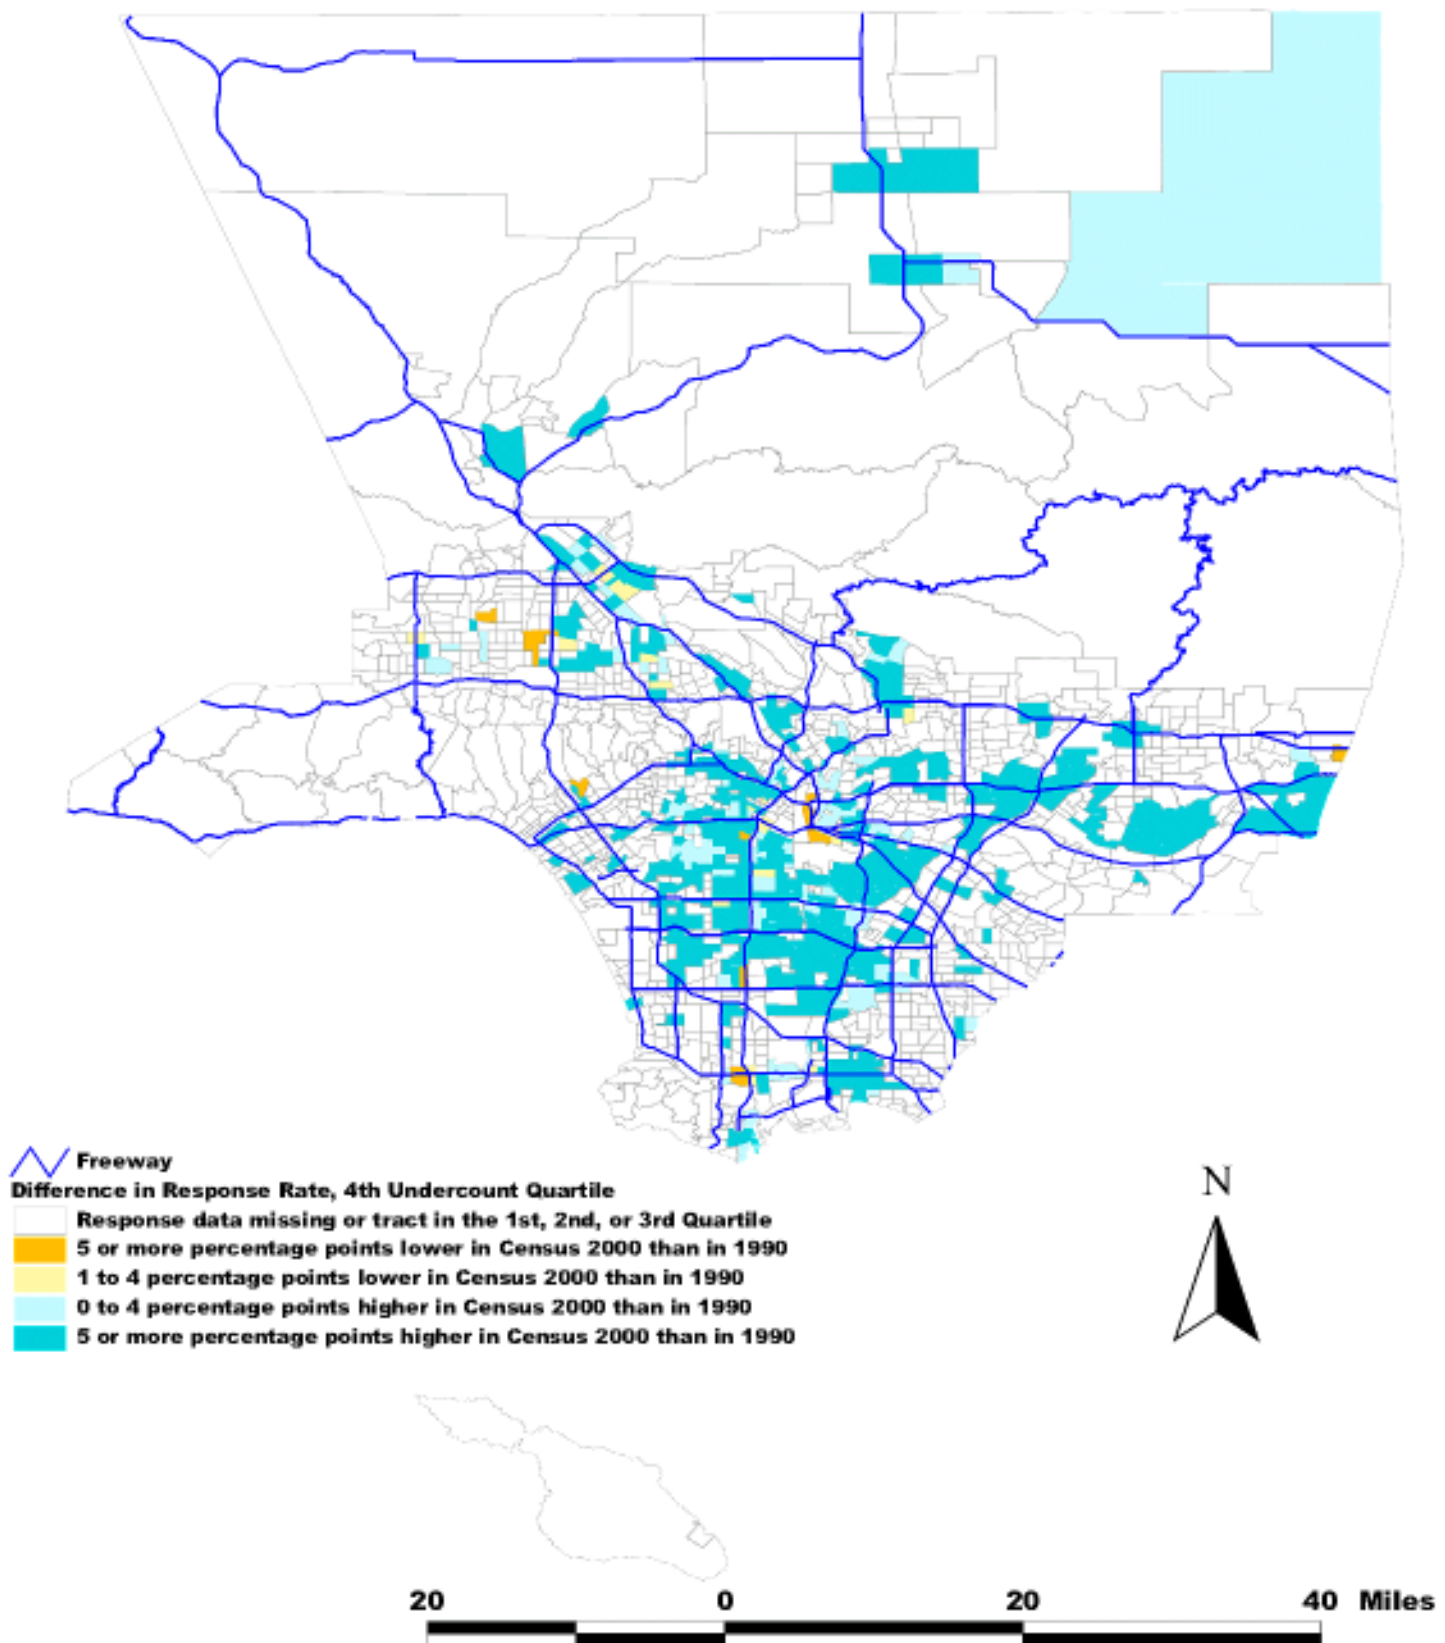 N
Freeway
Difference in Response Rate, 4th Undercount Quartile
Response data missing or tract in the 1st, 2nd, or 3rd Quartile
5 or more percentage points lower in Census 2000 than in 1990
1 to 4 percentage points lower in Census 2000 than in 1990
0 to 4 percentage points higher in Census 2000 than in 1990
5 or more percentage points higher in Census 2000 than in 1990
20 0 20 40 Miles